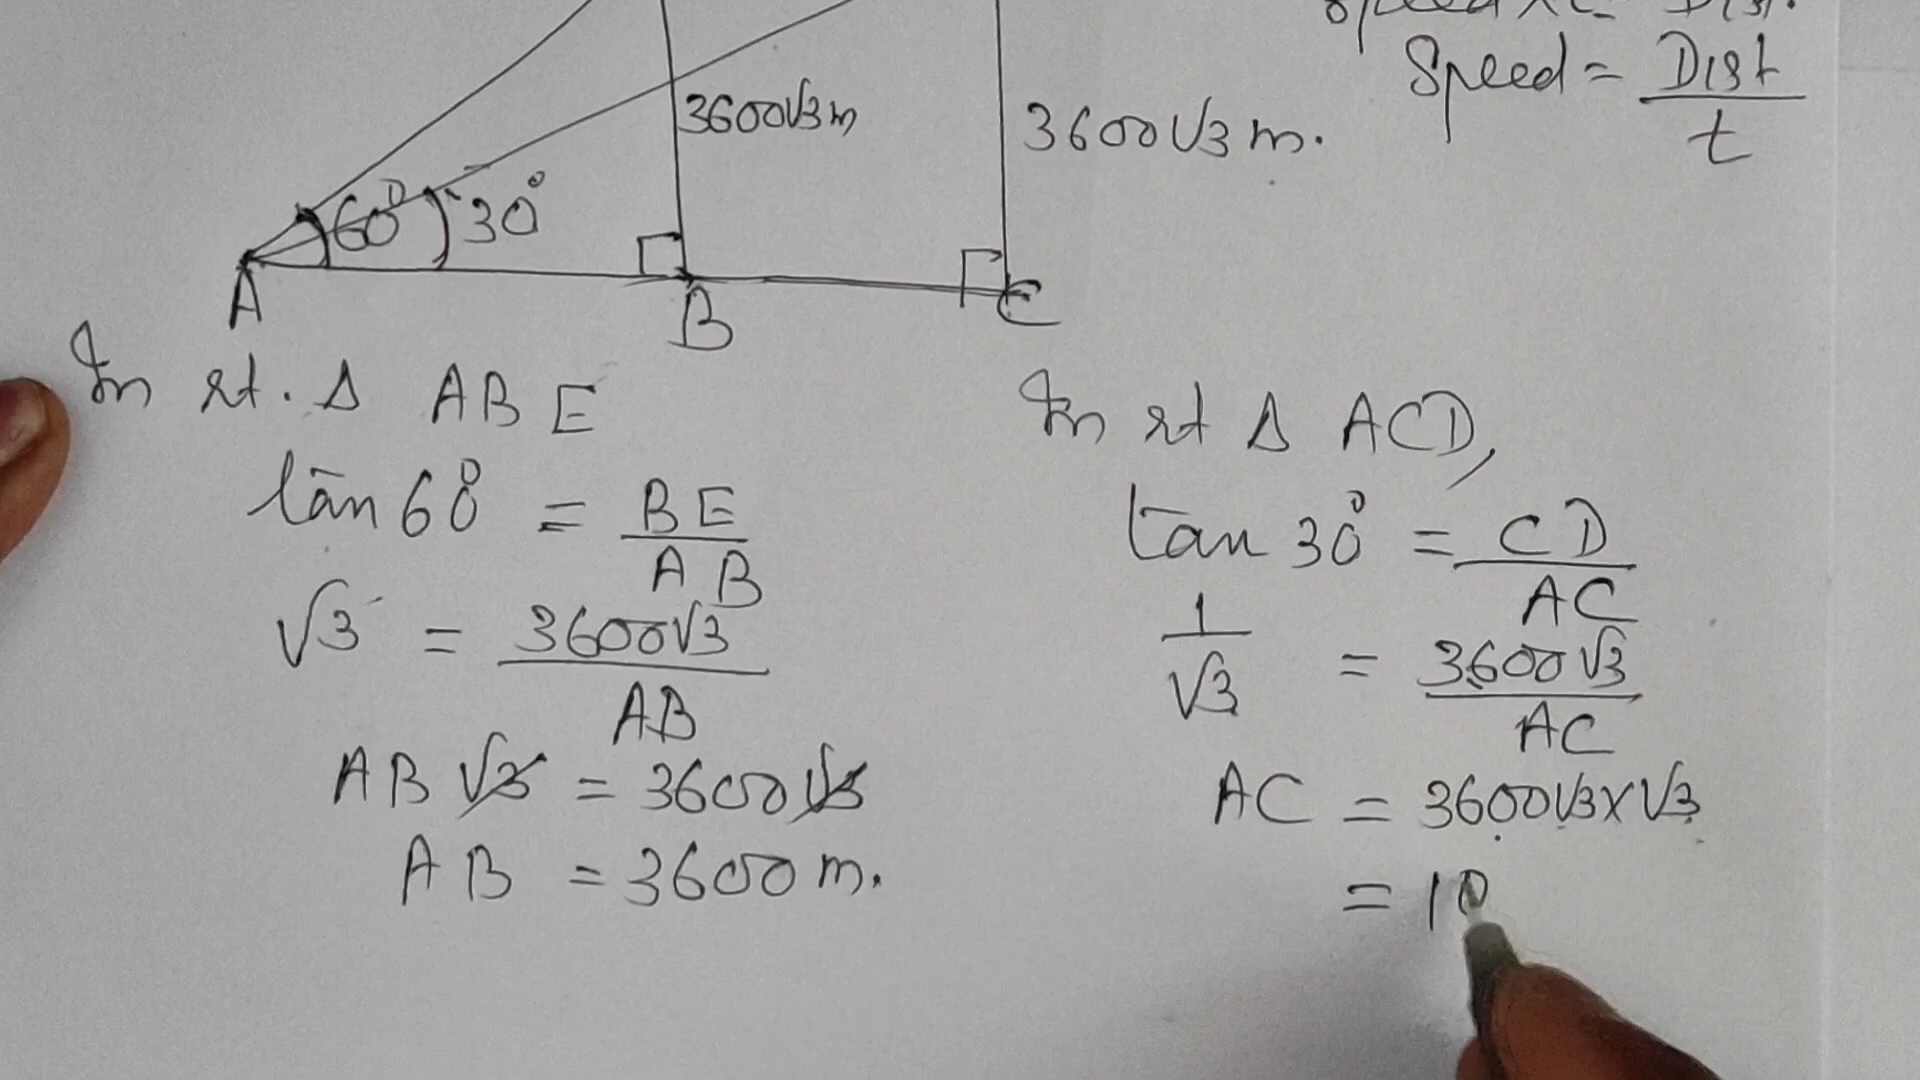 Speed = Dist
t
3600√3m
3600√3 m.
60° 30°
A B C
In rt. Δ ABE
tan 60° = BE
AB
√3 = 3600√3
AB
AB √3 = 3600√3
AB = 3600 m.
In rt Δ ACD,
tan 30° = CD
AC
1
√3 = 3600√3
AC
AC = 3600√3×√3
= 10